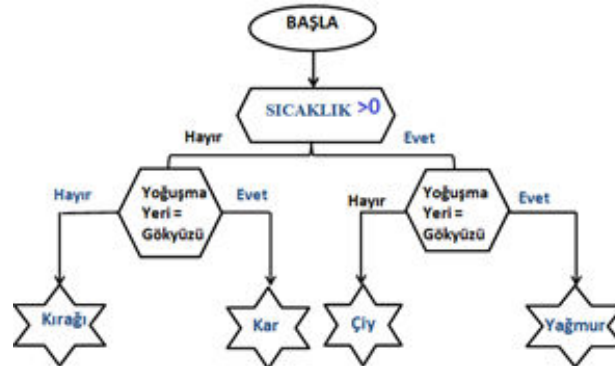 BAŞLA
SICAKLIK >0
Hayır
Evet
Hayır
Yoğuşma
Yeri =
Gökyüzü
Evet
Hayır
Yoğuşma
Yeri =
Gökyüzü
Evet
Kırağı
Kar
Çiy
Yağmur